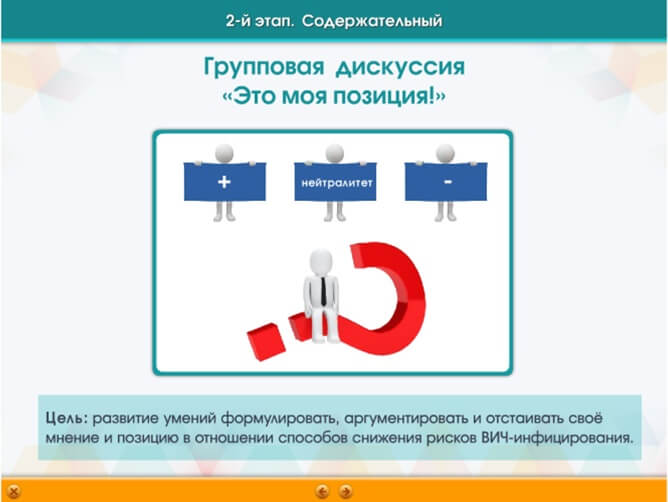 2-й этап. Содержательный
Групповая дискуссия
«Это моя позиция!»
+ нейтралитет -
Цель: развитие умений формулировать, аргументировать и отстаивать своё
мнение и позицию в отношении способов снижения рисков ВИЧ-инфицирования.